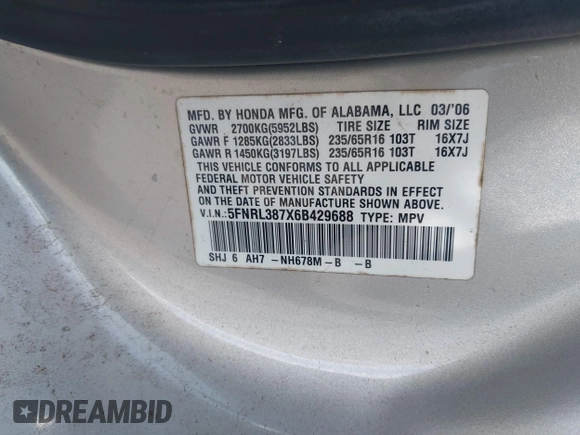 MFD. BY HONDA MFG. OF ALABAMA, LLC 03/'06
GVWR 2700KG(5952LBS) TIRE SIZE RIM SIZE
GAWR F 1285KG(2833LBS) 235/65R16 103T 16X7J
GAWR R 1450KG(3197LBS) 235/65R16 103T 16X7J
THIS VEHICLE CONFORMS TO ALL APPLICABLE
FEDERAL MOTOR VEHICLE SAFETY
AND THEFT PREVENTION STANDARDS IN EFFECT
ON THE DATE OF MANUFACTURE SHOWN ABOVE.
V.I.N.: 5FNRL387X6B429688 TYPE: MPV
SHJ 6 AH7 -NH678M-B -B
DREAMBID